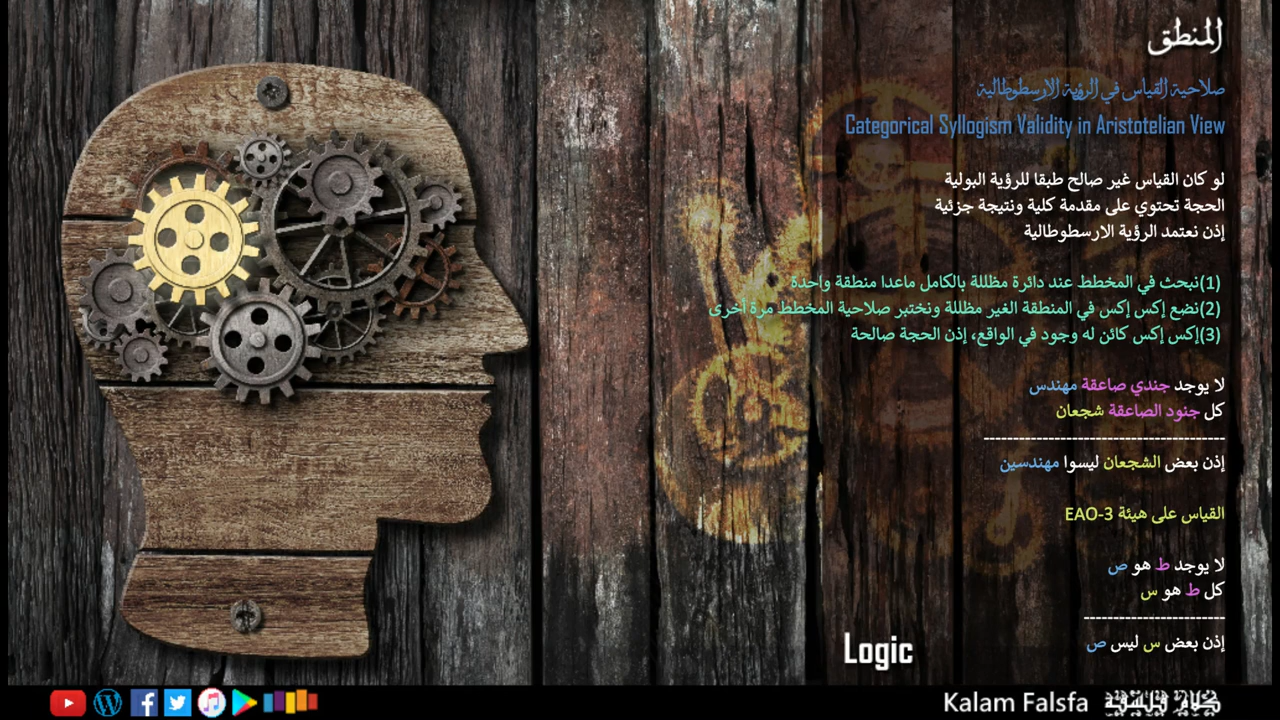 المنطق
صلاحية القياس في الرؤية الارسطوطالية
Categorical Syllogism Validity in Aristotelian View
لو كان القياس غير صالح طبقا للرؤية البولية
الحجة تحتوي على مقدمة كلية ونتيجة جزئية
إذن نعتمد الرؤية الارسطوطالية
(1)نبحث في المخطط عند دائرة مظللة بالكامل ماعدا منطقة واحدة
(2)نضع إكس إكس في المنطقة الغير مظللة ونختبر صلاحية المخطط مرة أخرى
(3)إكس إكس كائن له وجود في الواقع، إذن الحجة صالحة
لا يوجد جندي صاعقة مهندس
كل جنود الصاعقة شجعان
-----------------------------------------
إذن بعض الشجعان ليسوا مهندسين
القياس على هيئة EAO-3
لا يوجد ط هو ص
كل ط هو س
------------------------
إذن بعض س ليس ص
Logic
Kalam Falsfa كلام فلسفة